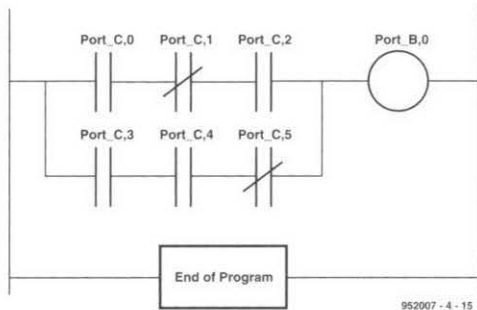 Port_C,0 Port_C,1 Port_C,2 Port_B,0
Port_C,3 Port_C,4 Port_C,5
End of Program
952007 - 4 - 15